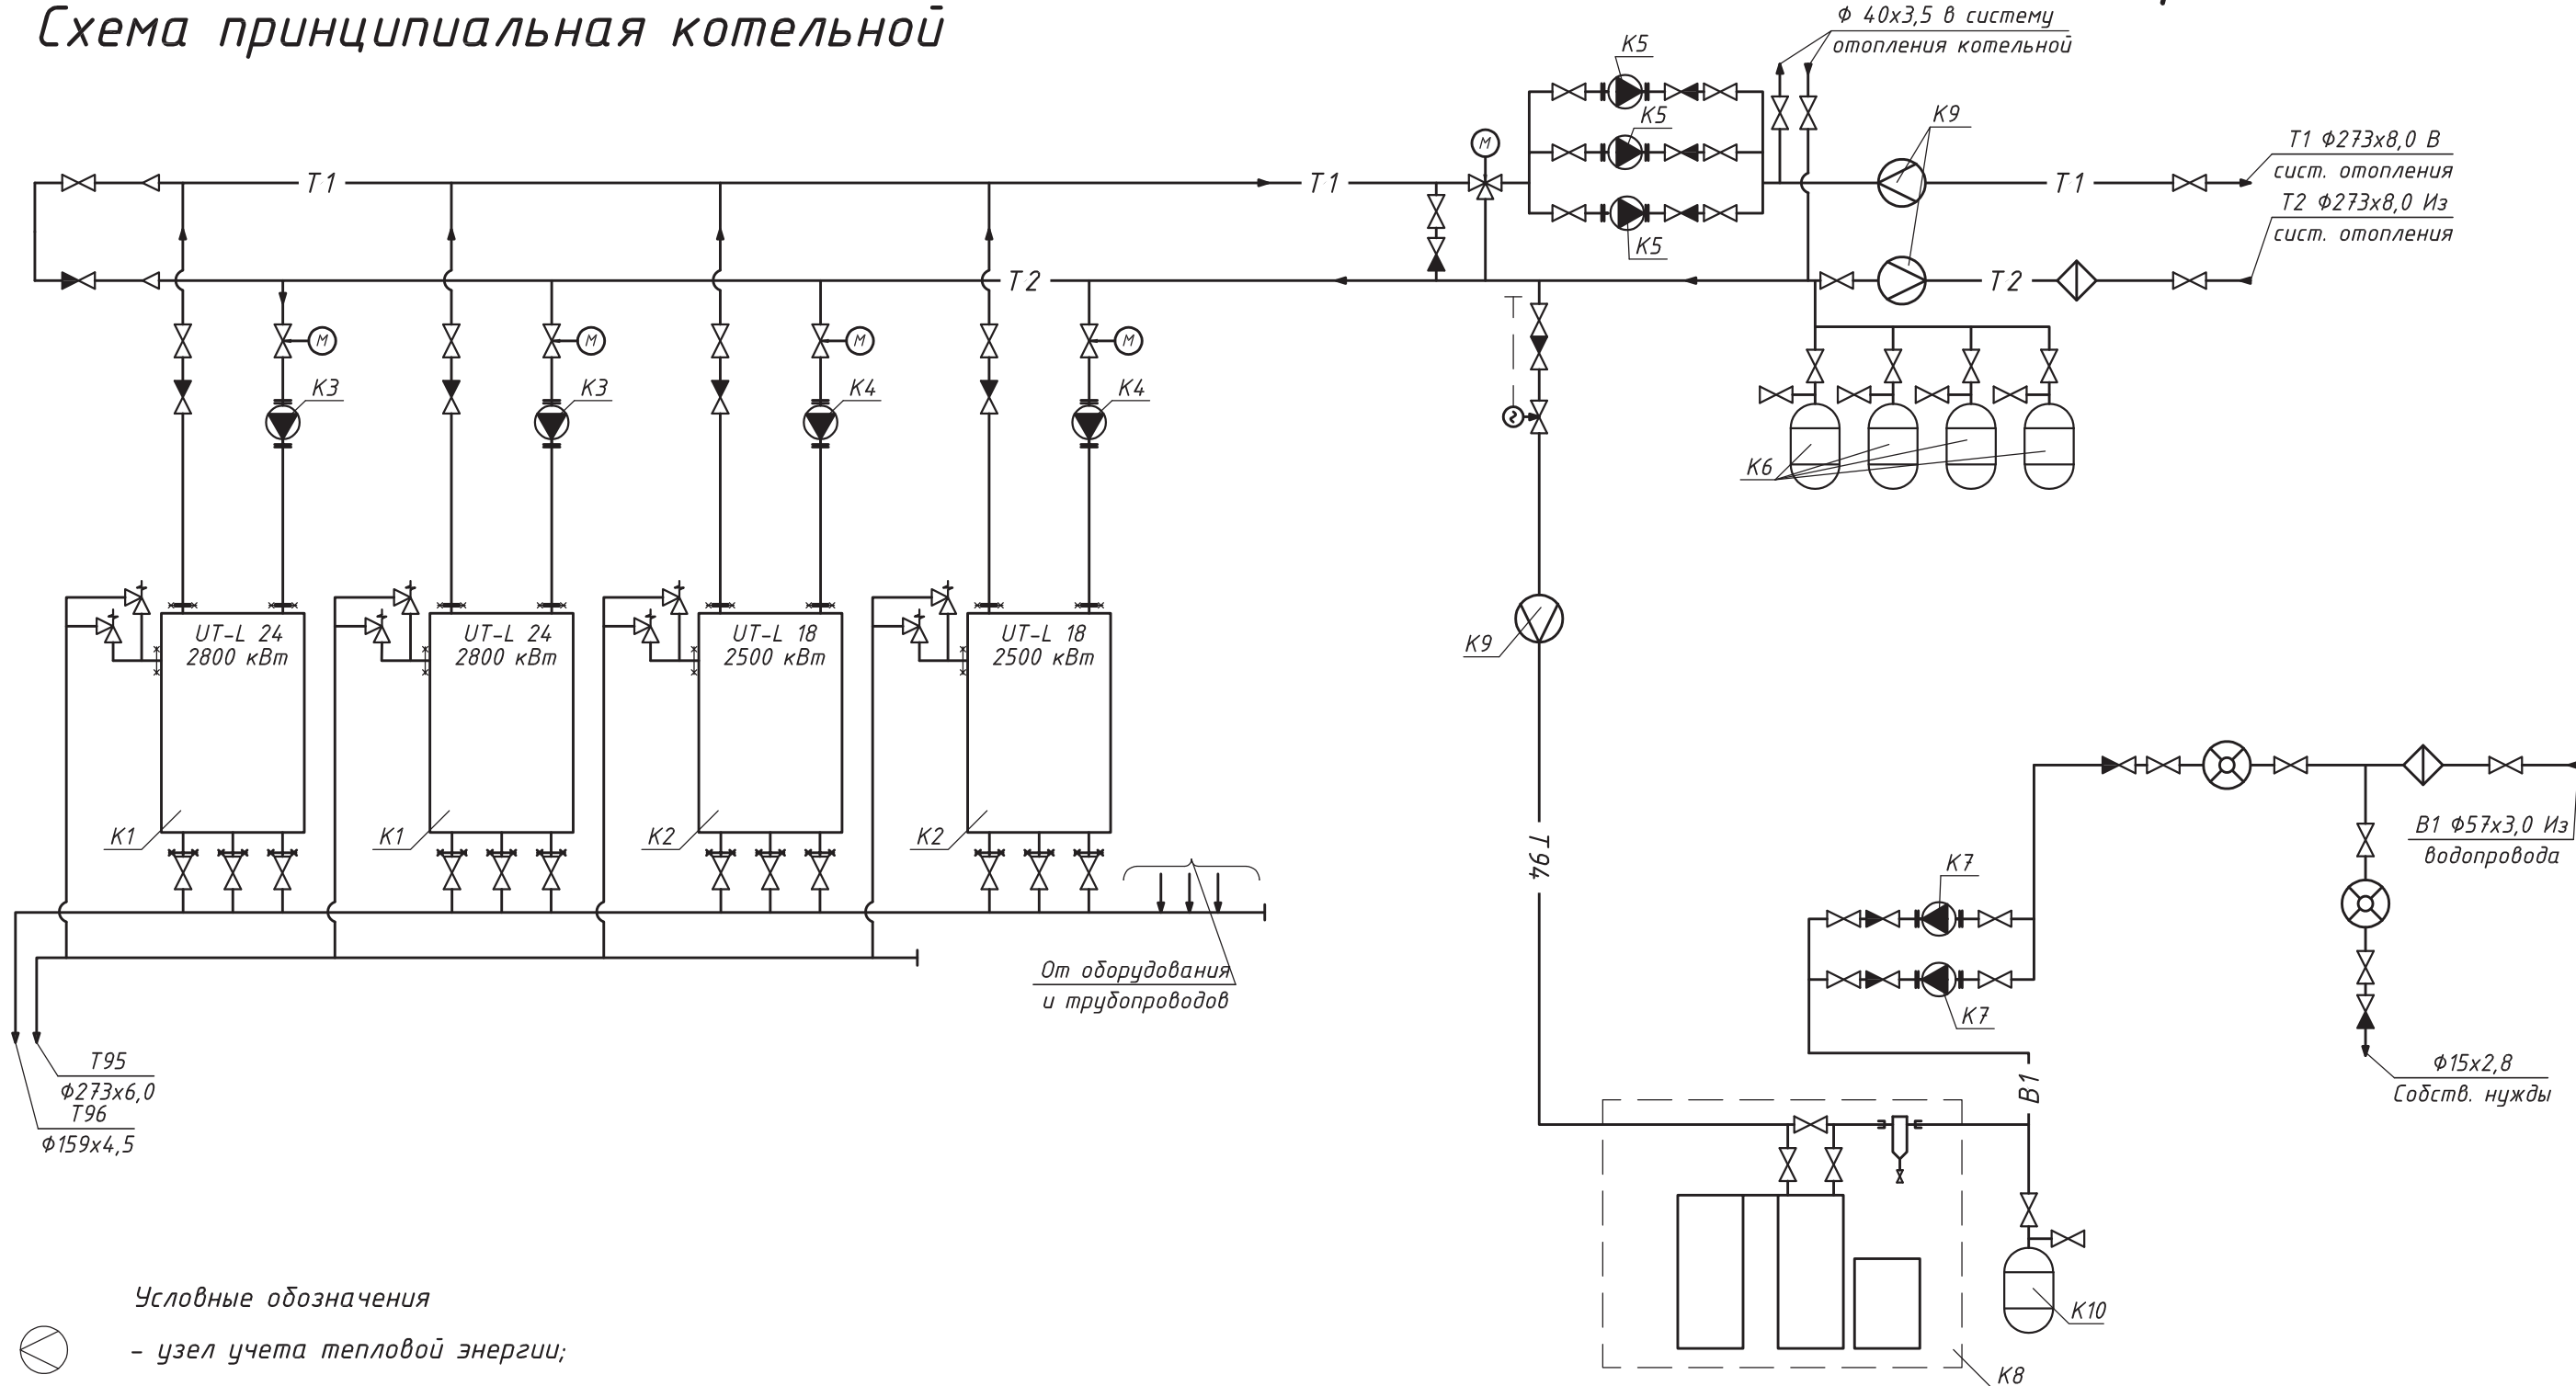 Схема принципиальная котельной
Ф 40х3,5 в систему
отопления котельной
К5
К5
К5
К9
М
Т1 Ф273х8,0 В
сист. отопления
Т2 Ф273х8,0 Из
сист. отопления
Т1
Т1
Т1
Т2
Т2
М
М
М
М
К3
К3
К4
К4
К6
UT-L 24
2800 кВт
UT-L 24
2800 кВт
UT-L 18
2500 кВт
UT-L 18
2500 кВт
К9
К1
К1
К2
К2
Т94
В1 Ф57х3,0 Из
водопровода
К7
К7
От оборудования
и трубопроводов
Т95
Ф273х6,0
Т96
Ф159х4,5
В1
Ф15х2,8
Собств. нужды
К10
К8
Условные обозначения
- узел учета тепловой энергии;